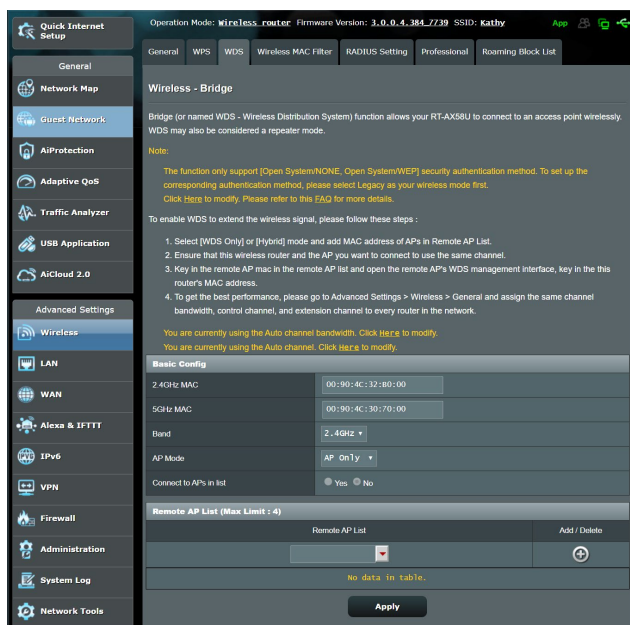 Quick Internet
Setup
General
Network Map
Guest Network
AiProtection
Adaptive QoS
Traffic Analyzer
USB Application
AiCloud 2.0
Advanced Settings
Wireless
LAN
WAN
Alexa & IFTTT
IPv6
VPN
Firewall
Administration
System Log
Network Tools
Operation Mode: Wireless router Firmware Version: 3.0.0.4.384_7739 SSID: Kathy App
General WPS WDS Wireless MAC Filter RADIUS Setting Professional Roaming Block List
Wireless - Bridge
Bridge (or named WDS - Wireless Distribution System) function allows your RT-AX58U to connect to an access point wirelessly.
WDS may also be considered a repeater mode.
Note:
The function only support [Open System/NONE, Open System/WEP] security authentication method. To set up the
corresponding authentication method, please select Legacy as your wireless mode
first.
Click Here to modify. Please refer to this FAQ for more details.
To enable WDS to extend the wireless signal, please follow these steps :
1. Select [WDS Only] or [Hybrid] mode and add MAC address of APs in Remote AP List.
2. Ensure that this wireless router and the AP you want to connect to use the same channel.
3. Key in the remote AP mac in the remote AP list and open the remote AP's WDS management interface, key in the this
router's MAC address.
4. To get the best performance, please go to Advanced Settings > Wireless > General and assign the same channel
bandwidth, control channel, and extension channel to every router in the network.
You are currently using the Auto channel bandwidth. Click Here to modify.
You are currently using the Auto channel. Click Here to modify.
Basic Config
2.4GHz MAC 00:90:4C:32:B0:00
5GHz MAC 00:90:4C:30:70:00
Band 2.4GHz
AP Mode AP Only
Connect to APs in list Yes No
Remote AP List (Max Limit : 4)
Remote AP List Add / Delete
No data in table.
Apply